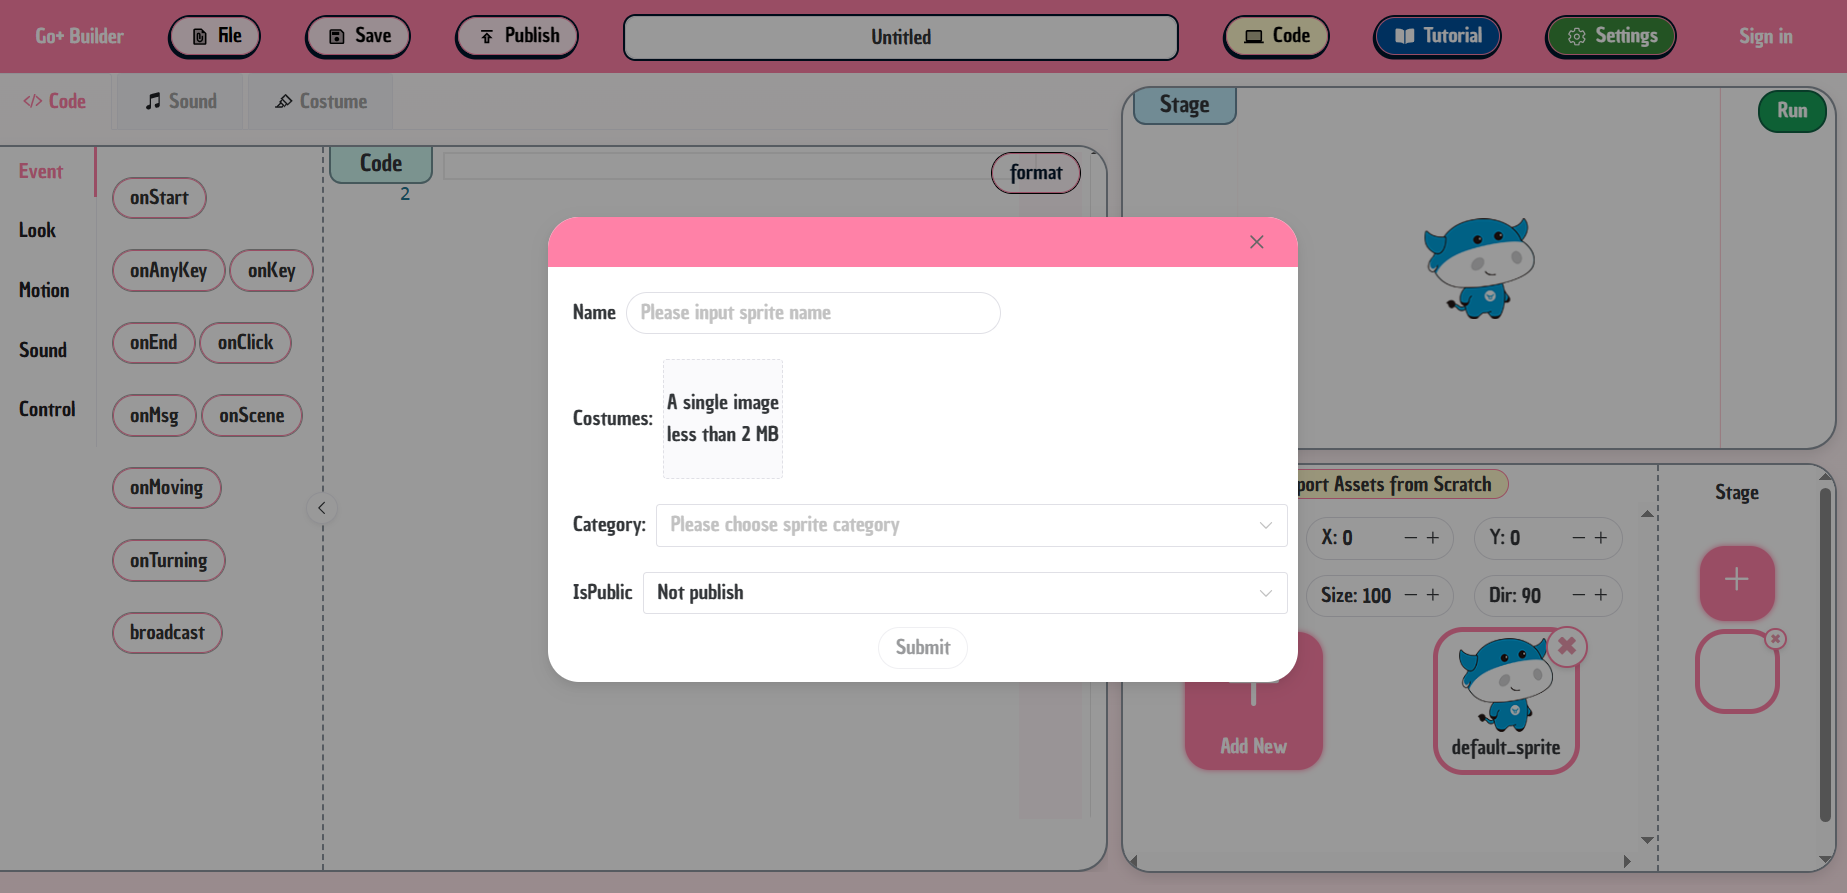 Go+ Builder
File
Save
Publish
Untitled
Code
Tutorial
Settings
Sign in
Code
Sound
Costume
Event
Look
Motion
Sound
Control
onStart
onAnyKey
onKey
onEnd
onClick
onMsg
onScene
onMoving
onTurning
broadcast
Code
2
format
Stage
Run
Name
Please input sprite name
Costumes:
A single image
less than 2 MB
Category:
Please choose sprite category
IsPublic
Not publish
Submit
port Assets from Scratch
X: 0
Y: 0
Size: 100
Dir: 90
Add New
default_sprite
Stage